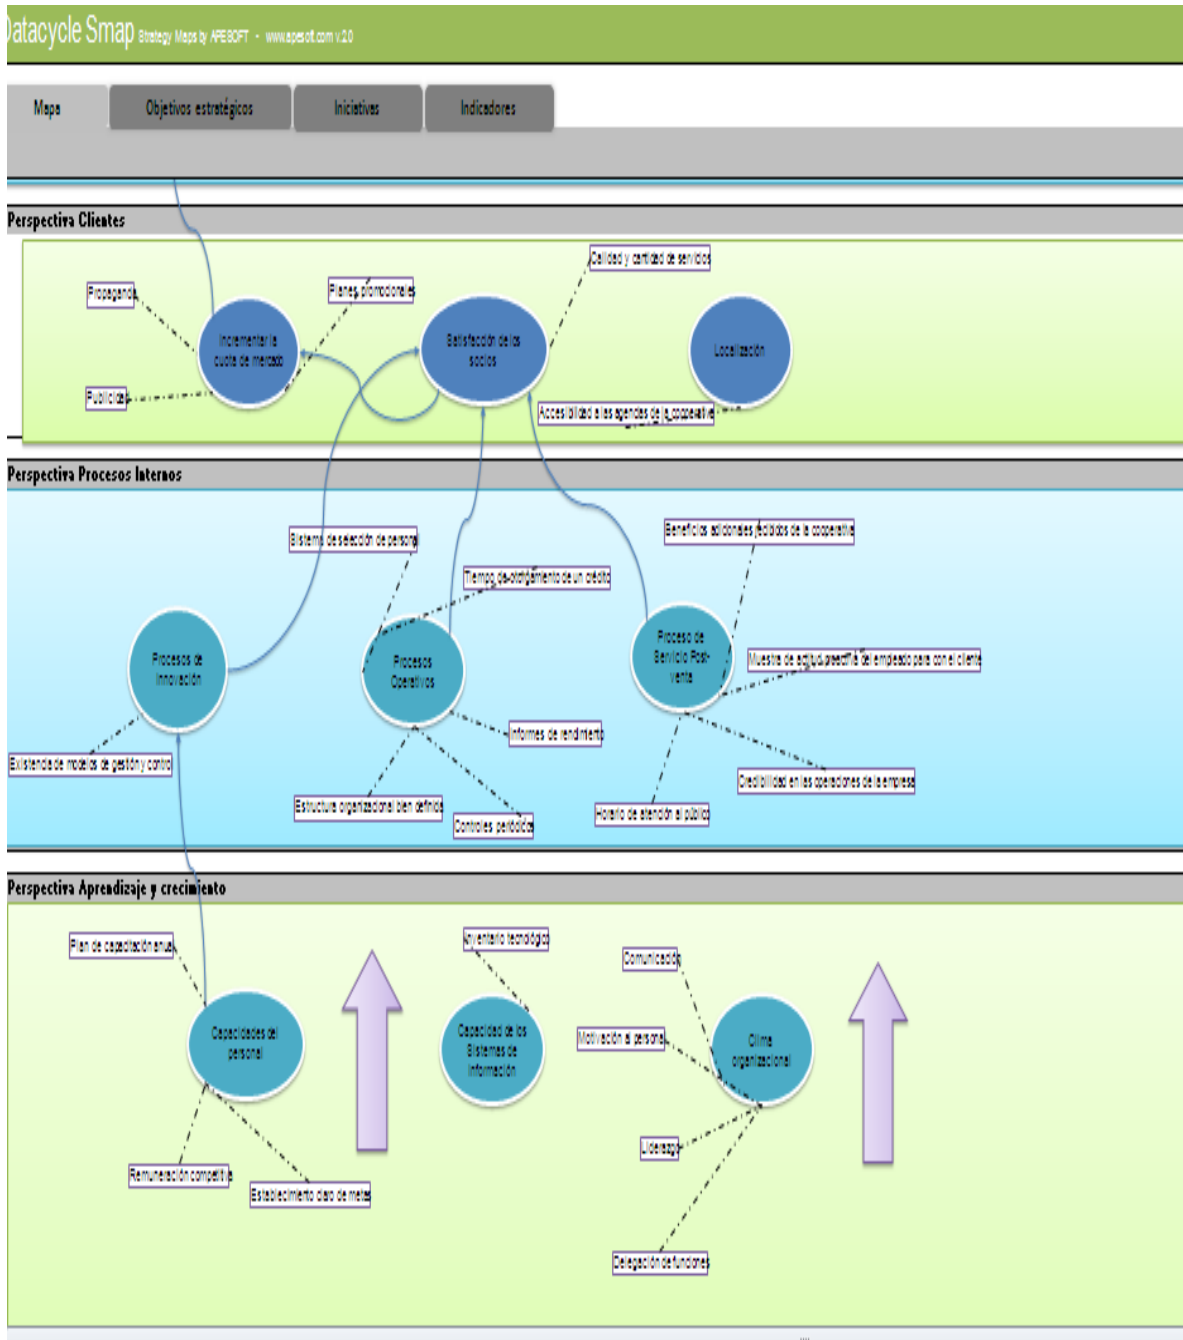 Datacycle Smap Strategy Maps by APESOFT - www.apesoft.com v.2.0
Mapa
Objetivos estratégicos
Iniciativas
Indicadores
Perspectiva Clientes
Calidad y cantidad de servicios
Propaganda
Planes promocionales
Incrementar la
cuota de mercado
Satisfacción de los
socios
Localización
Publicidad
Accesibilidad a las agencias de la cooperativa
Perspectiva Procesos Internos
Sistema de selección de personal
Beneficios adicionales recibidos de la cooperativa
Tiempo de otorgamiento de un crédito
Procesos de
Innovación
Procesos
Operativos
Proceso de
Servicio Post-
venta
Muestra de actitud proactiva del empleado para con el cliente
Informes de rendimiento
Existencia de modelos de gestión y control
Credibilidad en las operaciones de la empresa
Estructura organizacional bien definida
Controles periódicos
Horario de atención al público
Perspectiva Aprendizaje y crecimiento
Plan de capacitación anual
Inventario tecnológico
Comunicación
Capacidades del
personal
Capacidad de los
Sistemas de
Información
Motivación al personal
Clima
organizacional
Liderazgo
Remuneración competitiva
Establecimiento claro de metas
Delegación de funciones